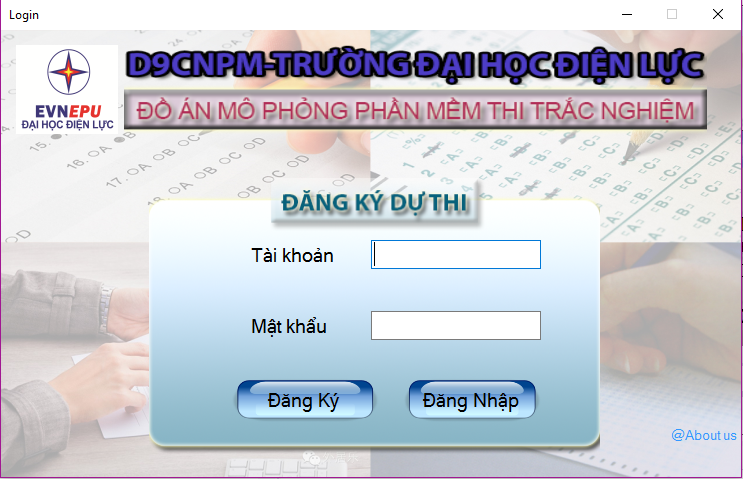 Login
D9CNPM-TRƯỜNG ĐẠI HỌC ĐIỆN LỰC
EVNEPU
ĐẠI HỌC ĐIỆN LỰC
ĐỒ ÁN MÔ PHỎNG PHẦN MỀM THI TRẮC NGHIỆM
ĐĂNG KÝ DỰ THI
Tài khoản
Mật khẩu
Đăng Ký
Đăng Nhập
@About us